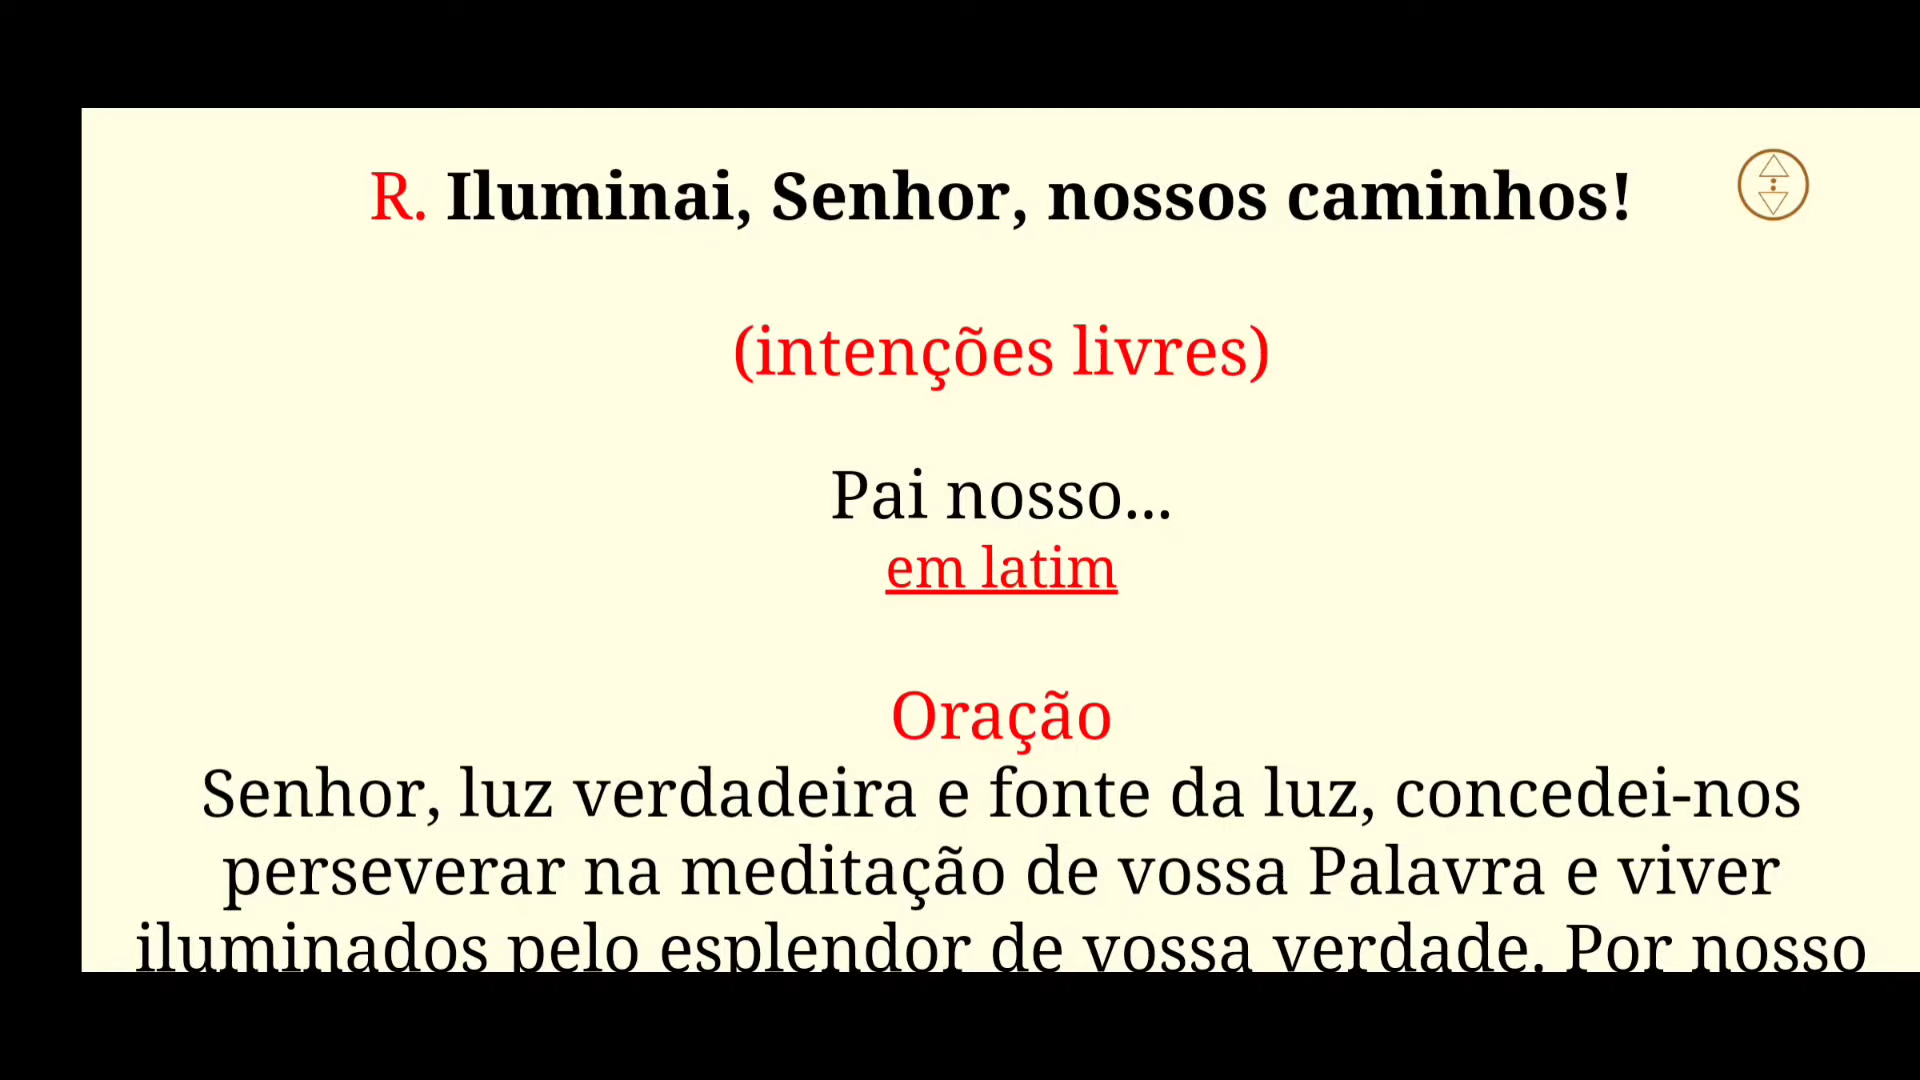 R. Iluminai, Senhor, nossos caminhos!
(intenções livres)
Pai nosso...
em latim
Oração
Senhor, luz verdadeira e fonte da luz, concedei-nos
perseverar na meditação de vossa Palavra e viver
iluminados pelo esplendor de vossa verdade. Por nosso